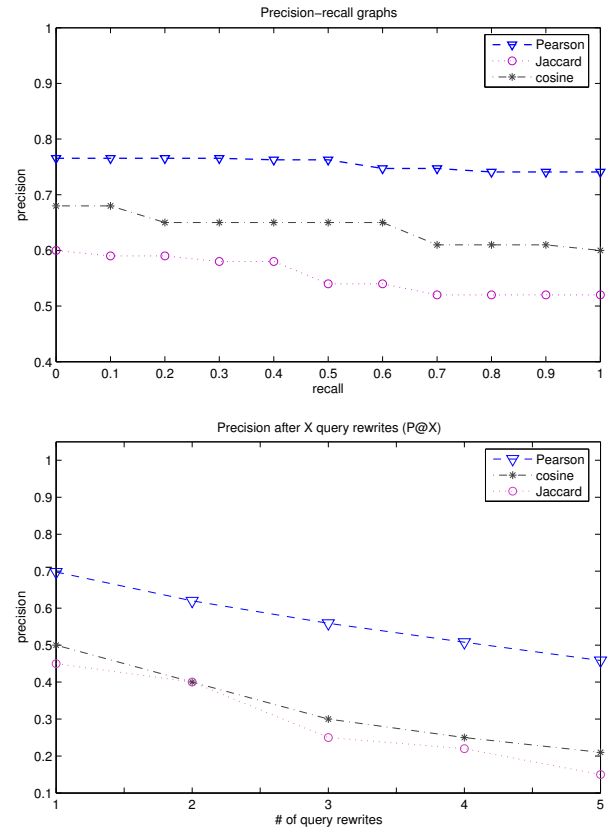 Precision−recall graphs
1
0.9
0.8
0.7
0.6
0.5
0.4
precision
Pearson
Jaccard
cosine
0 0.1 0.2 0.3 0.4 0.5 0.6 0.7 0.8 0.9 1
recall
Precision after X query rewrites (P@X)
1
0.9
0.8
0.7
0.6
0.5
0.4
0.3
0.2
0.1
precision
Pearson
cosine
Jaccard
1 2 3 4 5
# of query rewrites